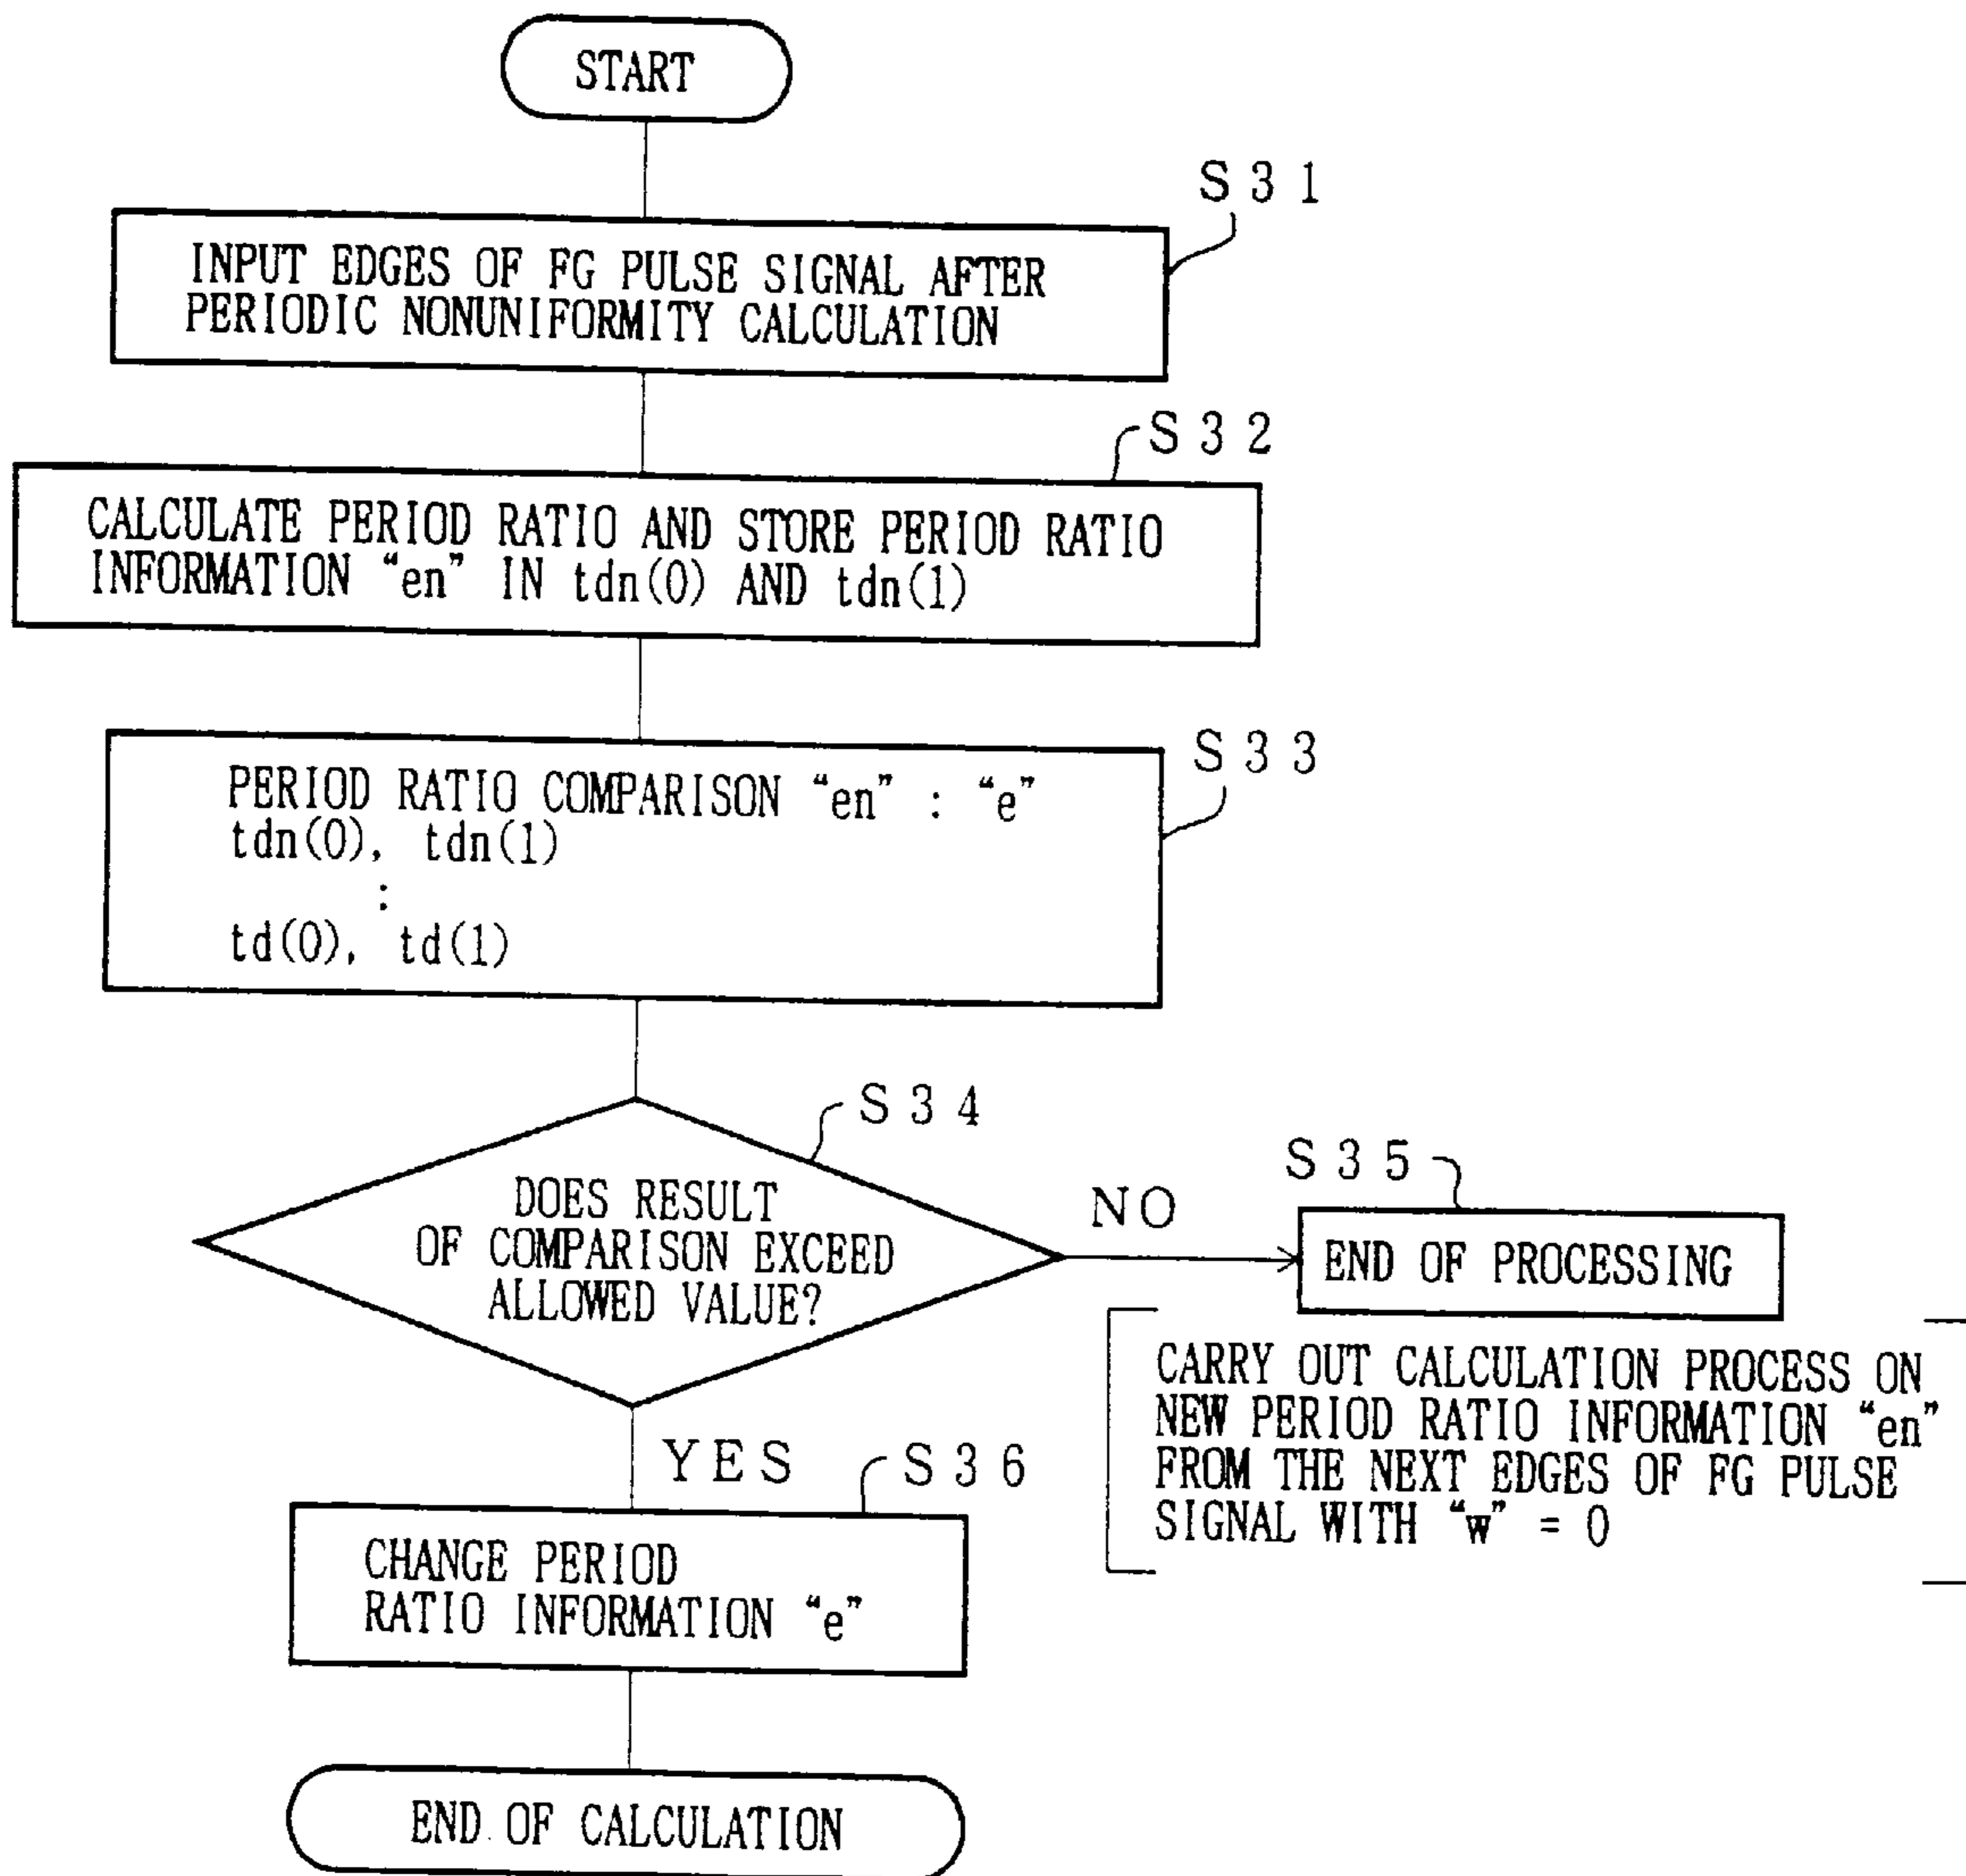 START
S31
INPUT EDGES OF FG PULSE SIGNAL AFTER
PERIODIC NONUNIFORMITY CALCULATION
S32
CALCULATE PERIOD RATIO AND STORE PERIOD RATIO
INFORMATION “en” IN tdn(0) AND tdn(1)
S33
PERIOD RATIO COMPARISON “en” : “e”
tdn(0), tdn(1)
:
td(0), td(1)
S34
DOES RESULT
OF COMPARISON EXCEED
ALLOWED VALUE?
NO
S35
END OF PROCESSING
CARRY OUT CALCULATION PROCESS ON
NEW PERIOD RATIO INFORMATION “en”
FROM THE NEXT EDGES OF FG PULSE
SIGNAL WITH “w” = 0
YES
S36
CHANGE PERIOD
RATIO INFORMATION “e”
END OF CALCULATION